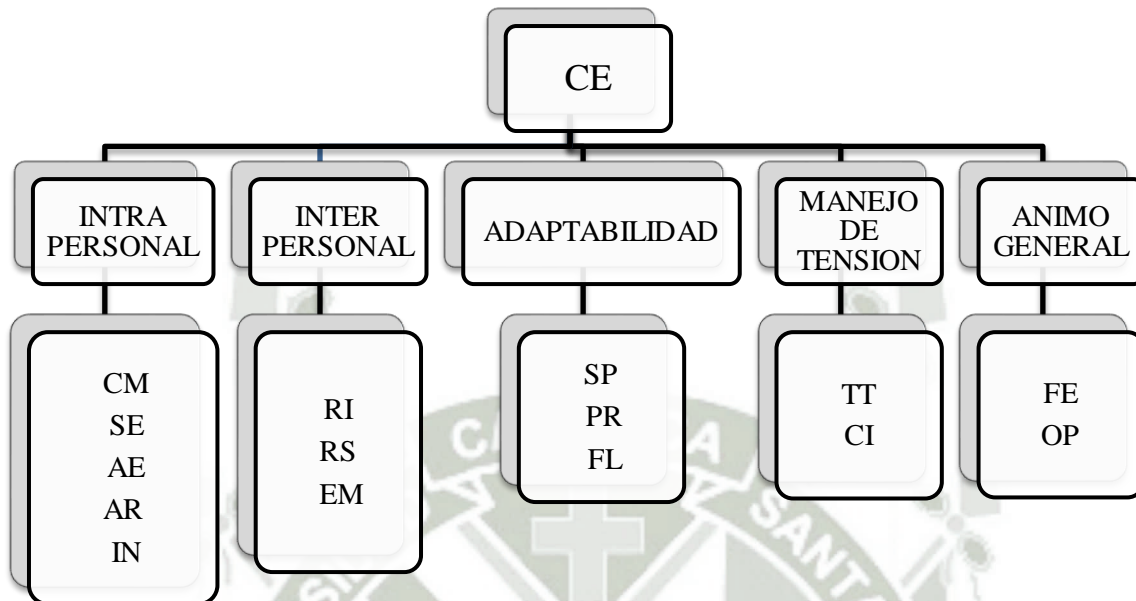 CE
INTRA
PERSONAL
INTER
PERSONAL
ADAPTABILIDAD
MANEJO
DE
TENSION
ANIMO
GENERAL
CM
SE
AE
AR
IN
RI
RS
EM
SP
PR
FL
TT
CI
FE
OP
SANTA